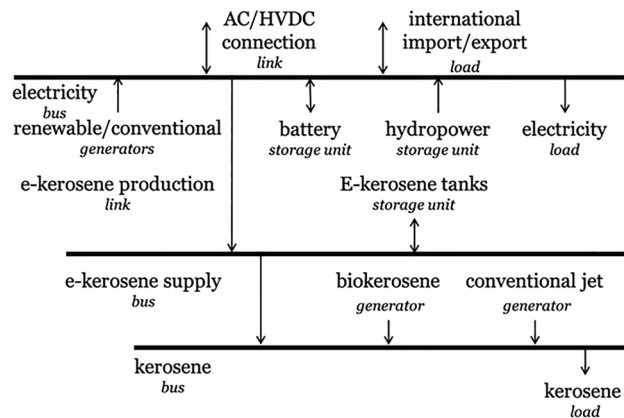 AC/HVDC
connection
link
international
import/export
load
electricity
bus
renewable/conventional
generators
battery
storage unit
hydropower
storage unit
electricity
load
e-kerosene production
link
E-kerosene tanks
storage unit
e-kerosene supply
bus
biokerosene
generator
conventional jet
generator
kerosene
bus
kerosene
load